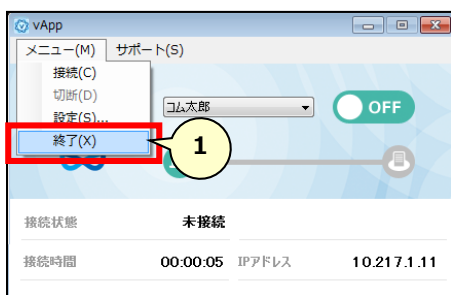 vApp
メニュー(M) サポート(S)
接続(C)
切断(D)
コム太郎
OFF
設定(S)...
終了(X)
1
接続状態 未接続
接続時間 00:00:05 IPアドレス 10.217.1.11